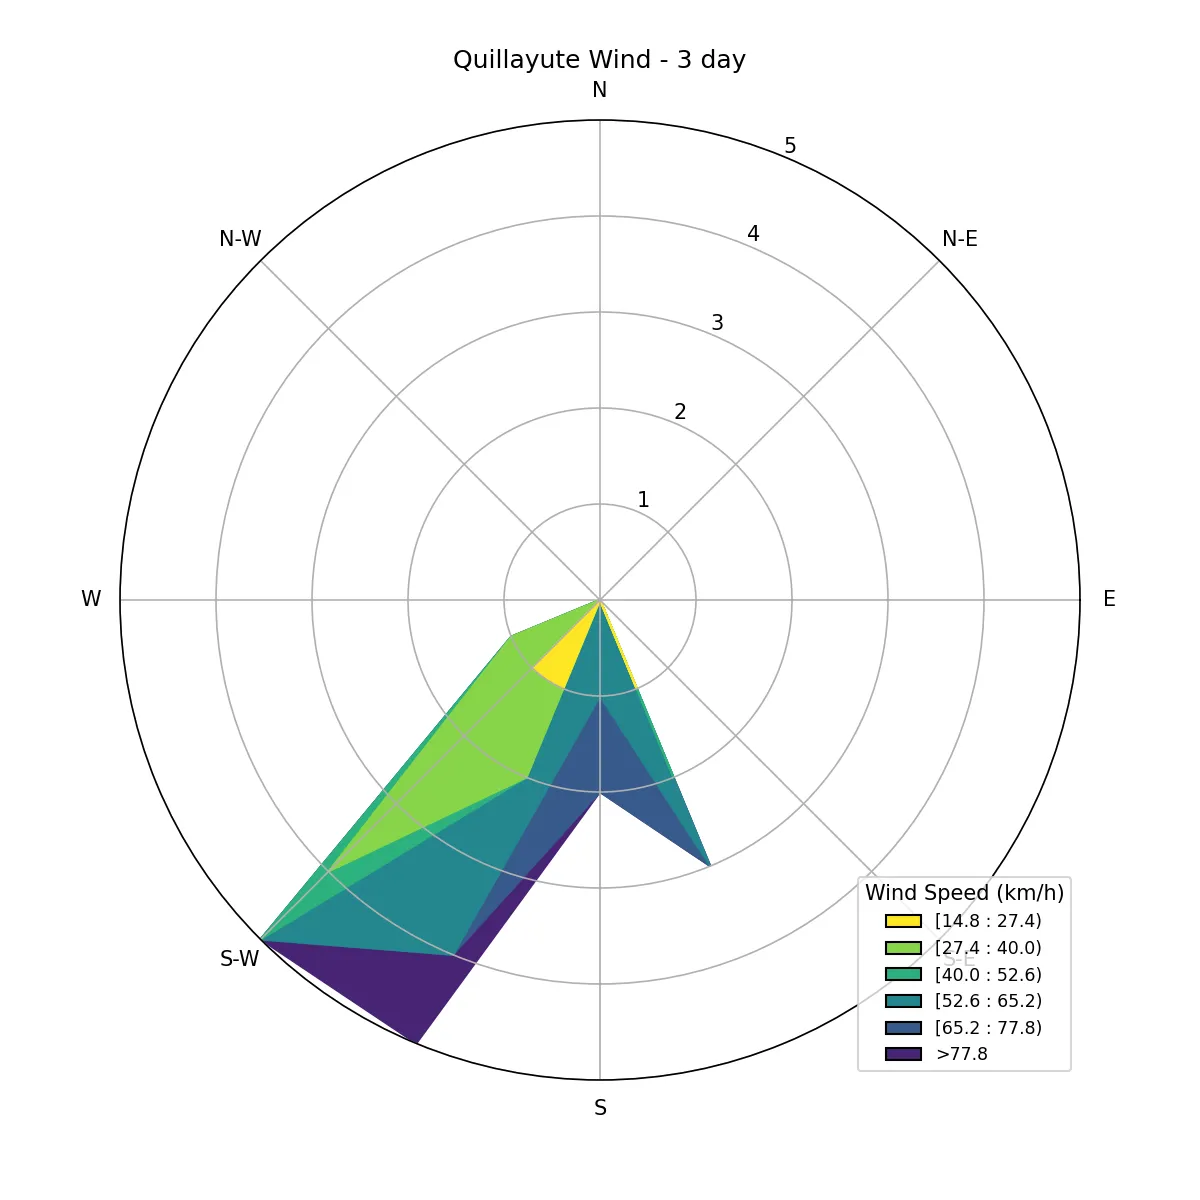 Quillayute Wind - 3 day
N
5
N-W
N-E
4
3
2
1
W
E
S-W
S-E
Wind Speed (km/h)
[14.8 : 27.4)
[27.4 : 40.0)
[40.0 : 52.6)
[52.6 : 65.2)
[65.2 : 77.8)
>77.8
S